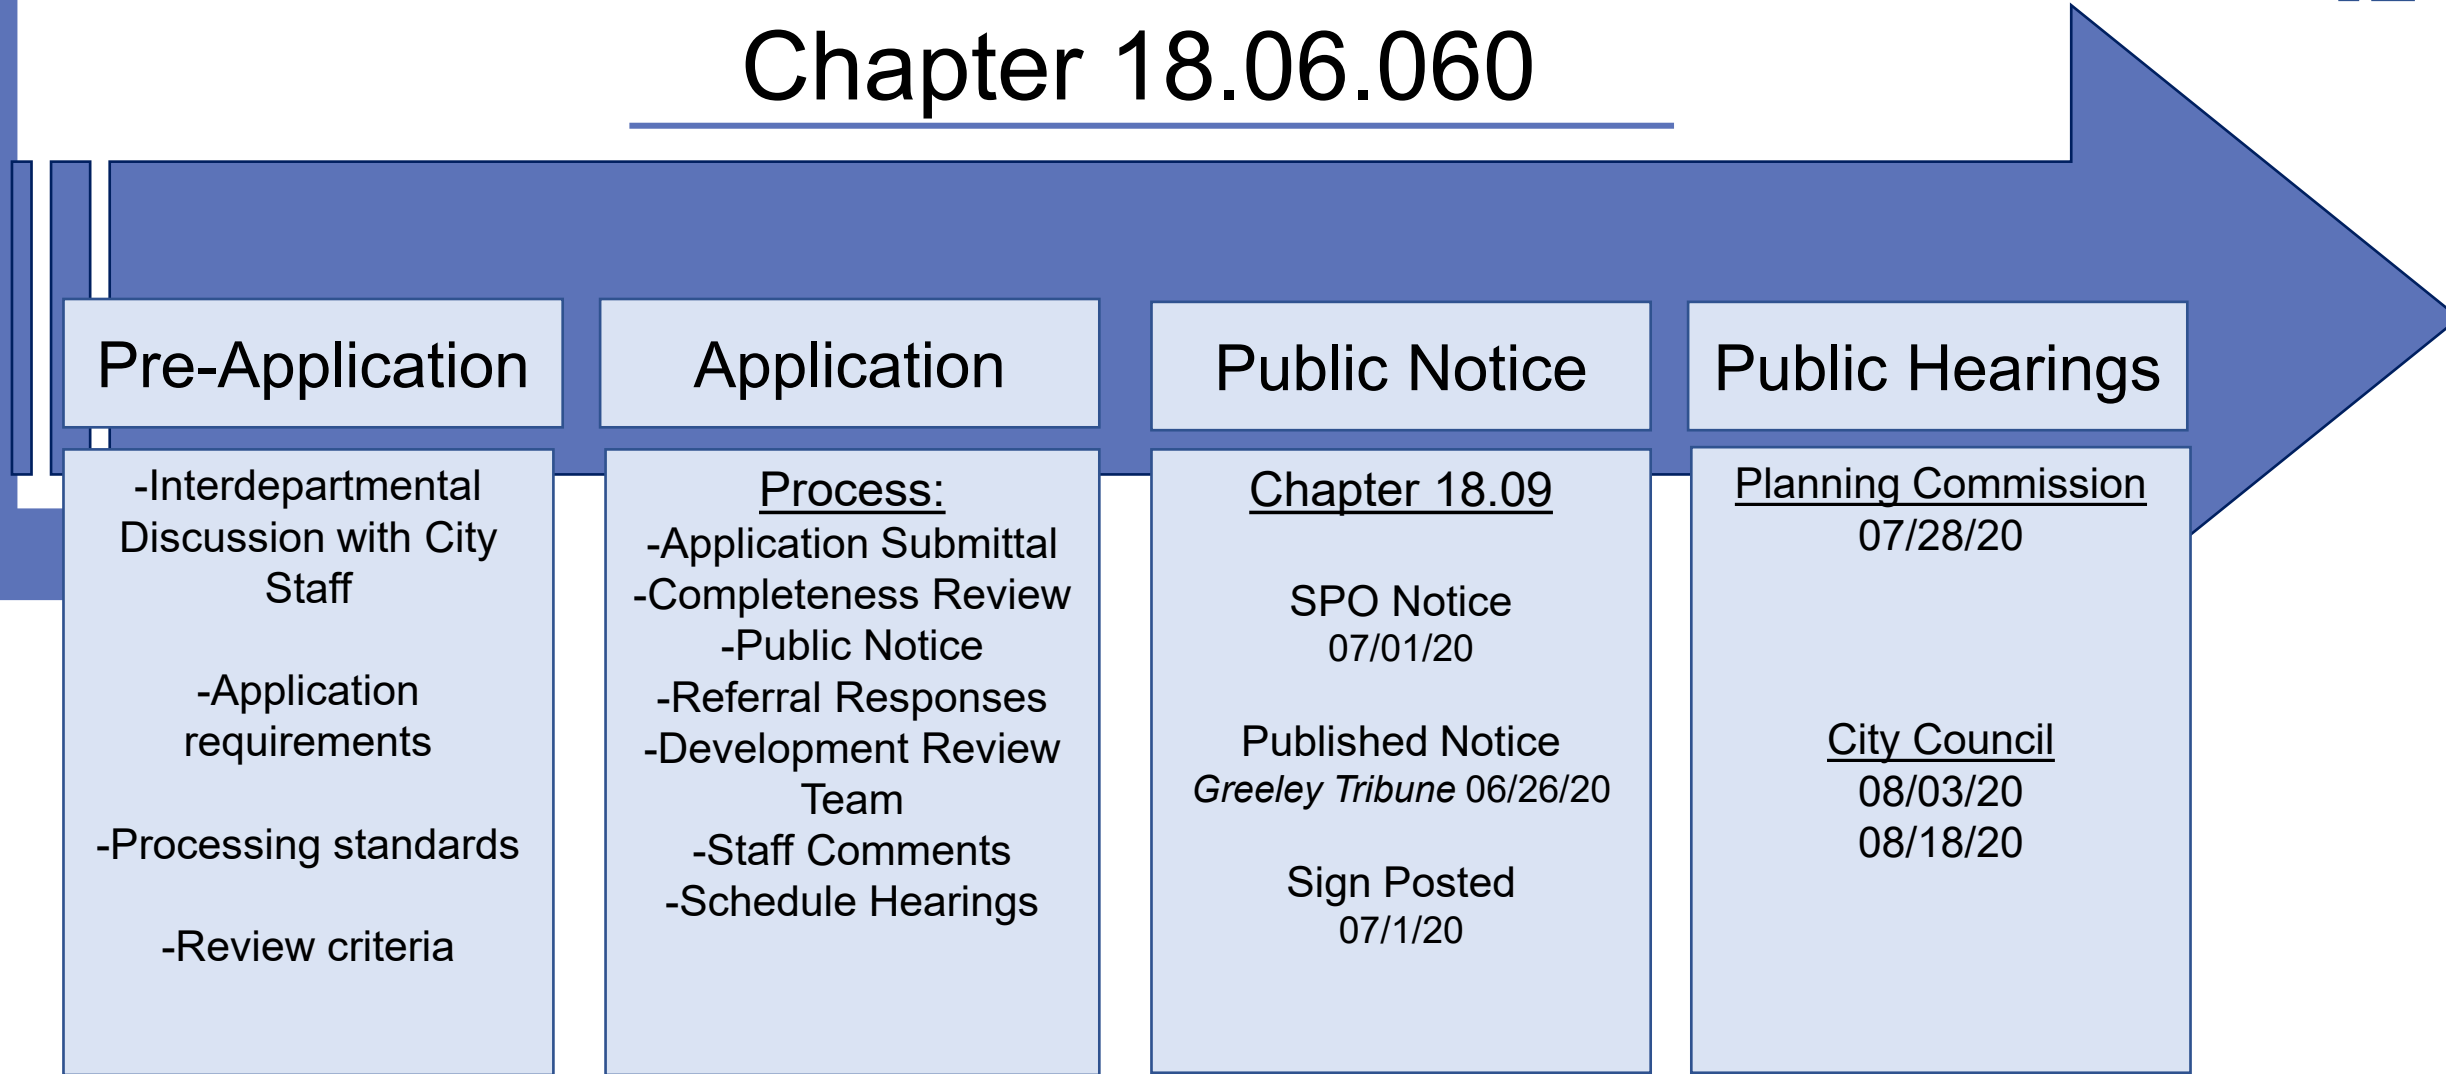 Chapter 18.06.060
Pre-Application
-Interdepartmental
Discussion with City
Staff
-Application
requirements
-Processing standards
-Review criteria
Application
Process:
-Application Submittal
-Completeness Review
-Public Notice
-Referral Responses
-Development Review
Team
-Staff Comments
-Schedule Hearings
Public Notice
Chapter 18.09
SPO Notice
07/01/20
Published Notice
Greeley Tribune 06/26/20
Sign Posted
07/1/20
Public Hearings
Planning Commission
07/28/20
City Council
08/03/20
08/18/20